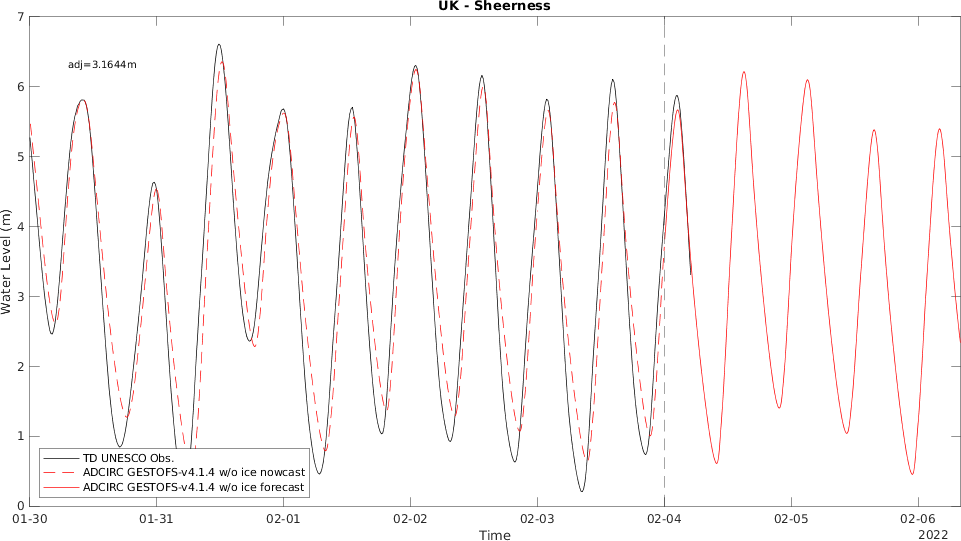 UK - Sheerness
7
adj=3.1644m
6
5
4
3
2
1
0
Water Level (m)
TD UNESCO Obs.
ADCIRC GESTOFS-v4.1.4 w/o ice nowcast
ADCIRC GESTOFS-v4.1.4 w/o ice forecast
01-30 01-31 02-01 02-02 02-03 02-04 02-05 02-06
Time
2022